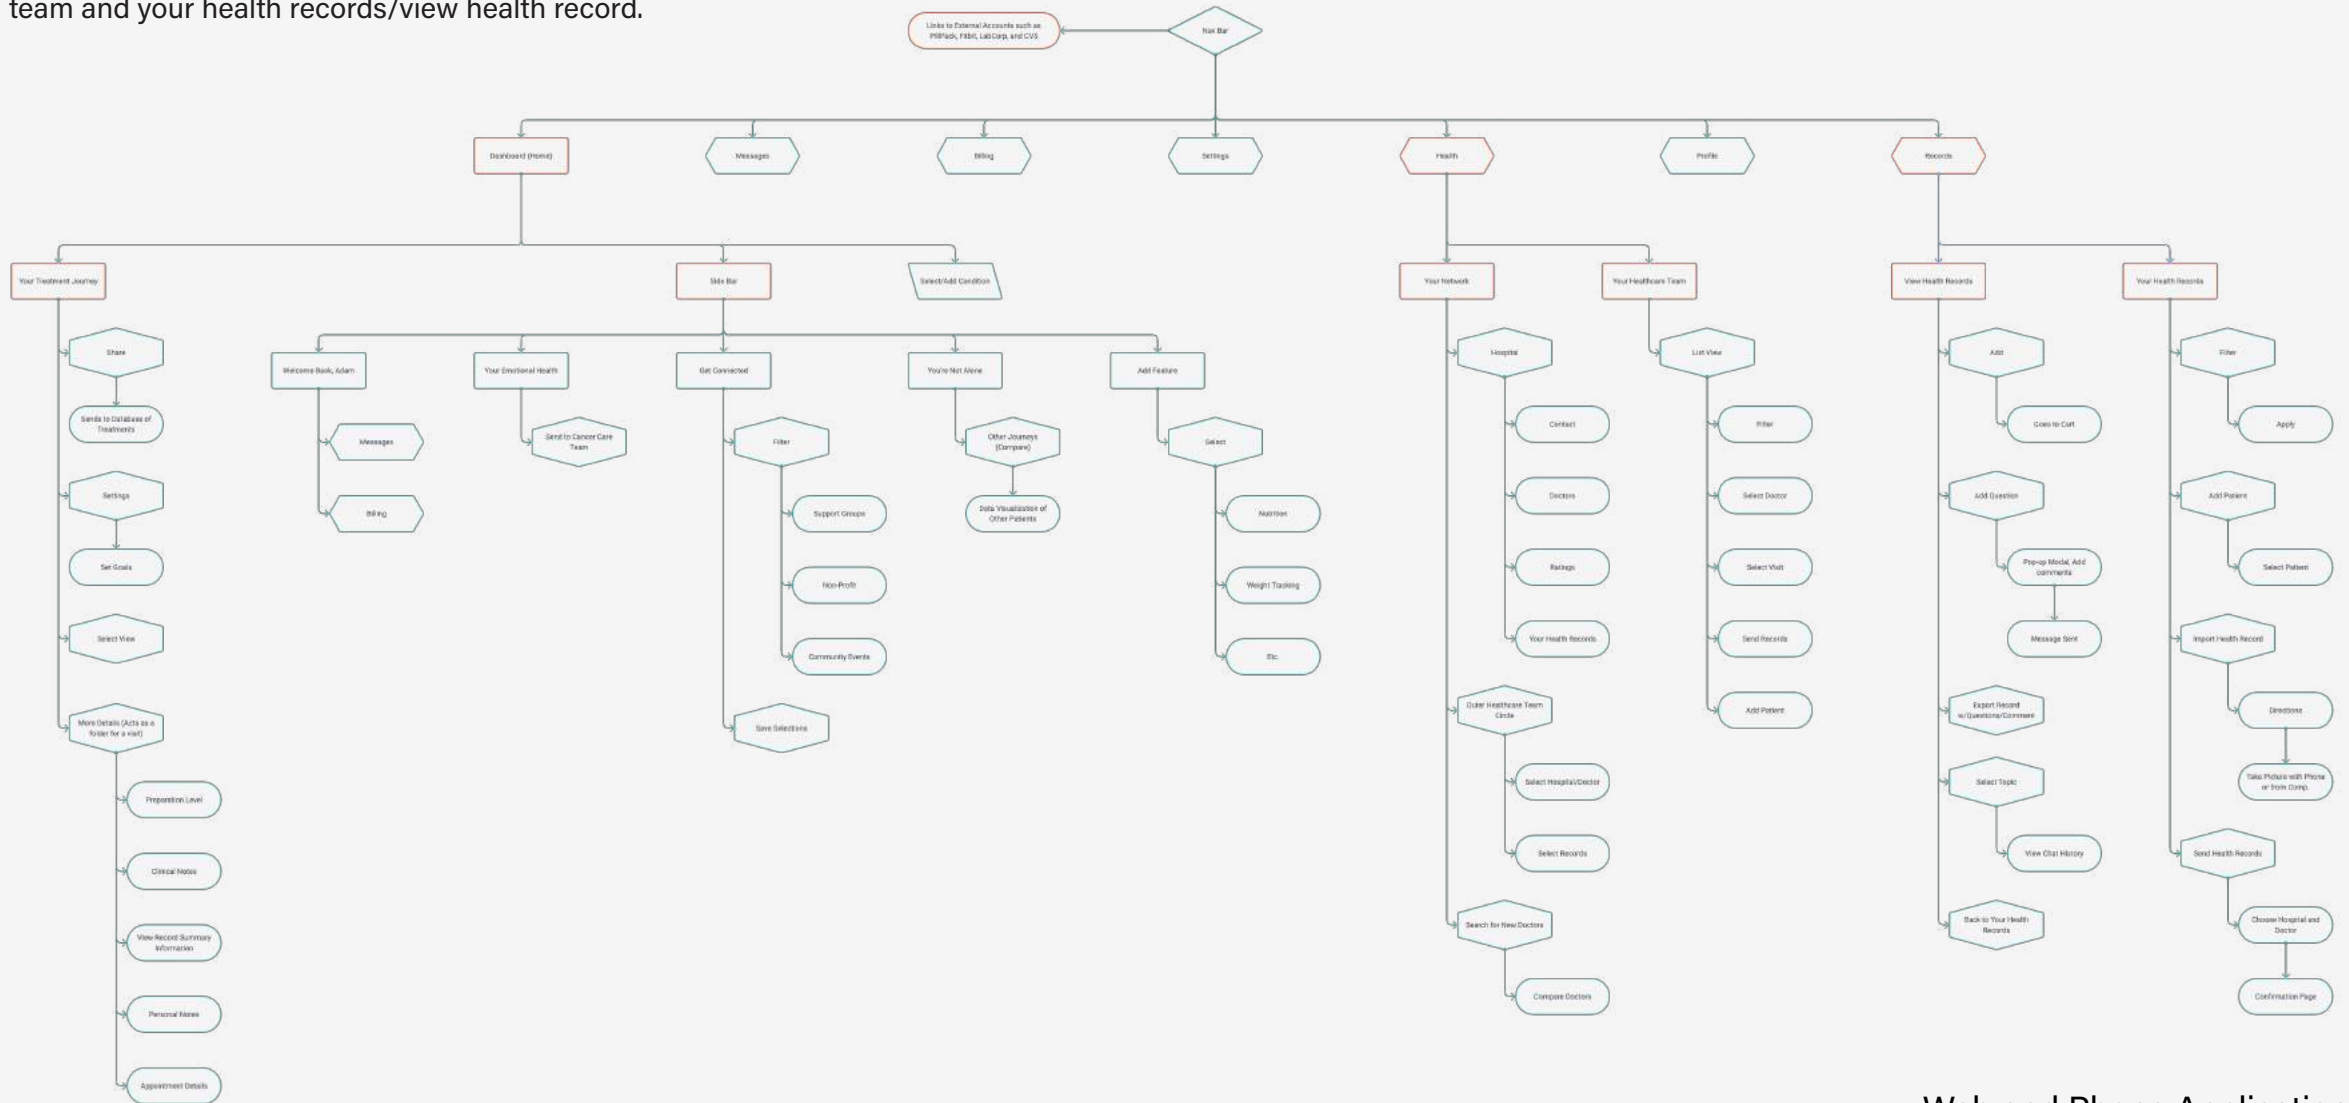 team and your health records/view health record.
Links to External Accounts such as
PillPack, Fitbit, LabCorp, and CVS
Nav Bar
Dashboard (Home)
Messages
Billing
Settings
Health
Profile
Records
Your Treatment Journey
Side Bar
Select/Add Condition
Your Network
Your Healthcare Team
View Health Records
Your Health Records
Share
Sends to Database of
Treatments
Settings
Set Goals
Select View
More Details (Acts as a
folder for a visit)
Preparation Level
Clinical Notes
View Record Summary
Information
Personal Notes
Appointment Details
Welcome Back, Adam
Messages
Billing
Your Emotional Health
Send to Cancer Care
Team
Get Connected
Filter
Support Groups
Non-Profit
Community Events
Save Selections
You're Not Alone
Other Journeys
(Compare)
Data Visualization of
Other Patients
Add Feature
Select
Nutrition
Weight Tracking
Etc
Hospital
Contact
Doctors
Ratings
Your Health Records
Outer Healthcare Team
Circle
Select Hospital/Doctor
Select Records
Search for New Doctors
Compare Doctors
List View
Filter
Select Doctor
Select Visit
Send Records
Add Patient
Add
Goes to Cart
Add Question
Pop-up Modal, Add
comments
Message Sent
Export Record
w/Questions/Comment
Select Topic
View Chat History
Back to Your Health
Records
Filter
Apply
Add Patient
Select Patient
Import Health Record
Directions
Take Picture with Phone
or from Comp.
Send Health Records
Choose Hospital and
Doctor
Confirmation Page
Web and Phone Application